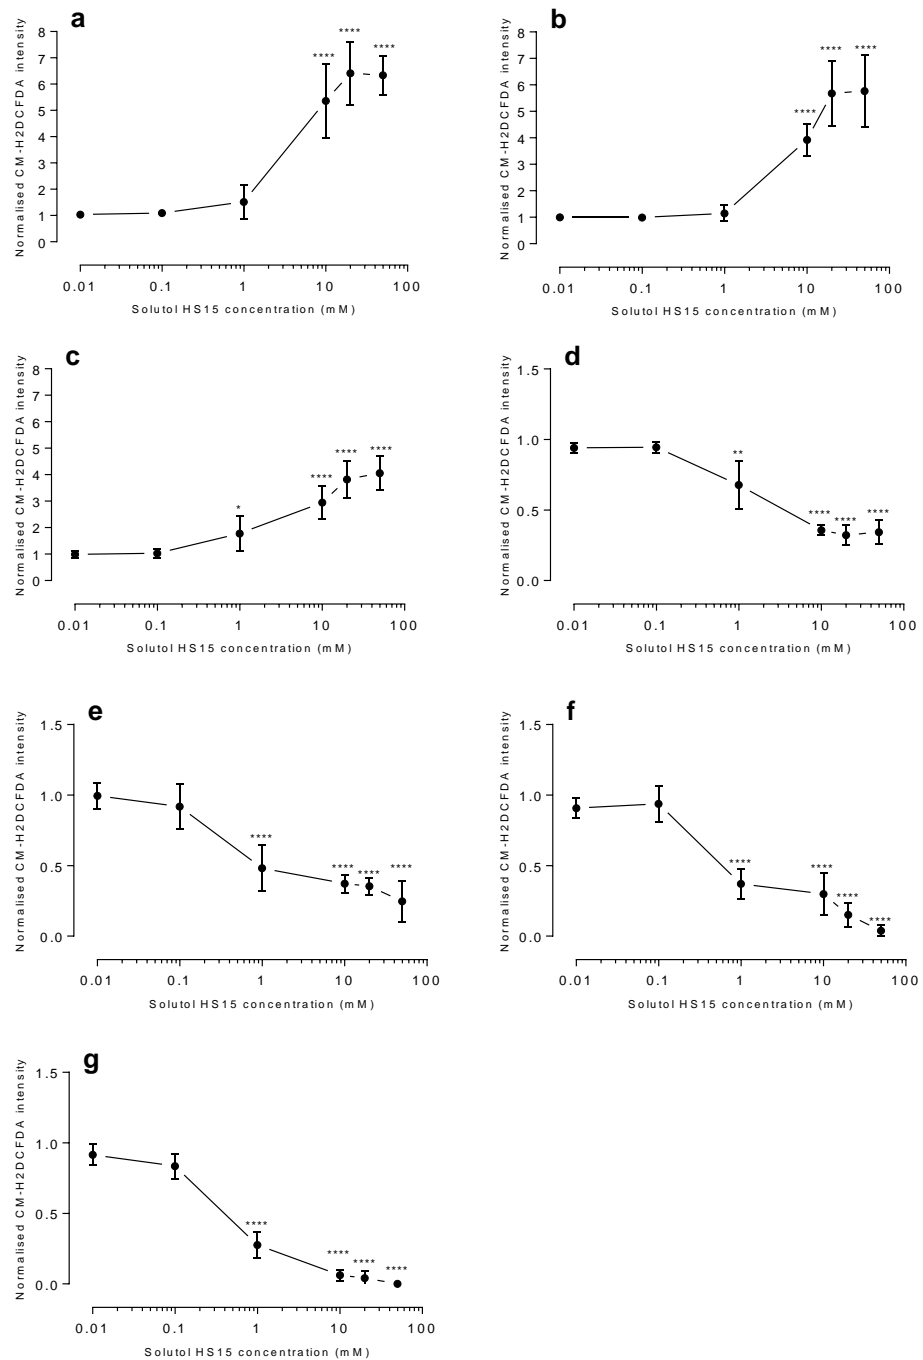 a
Normalised CM-H2DCFDA intensity
8
7
6
5
4
3
2
1
0
**** **** ****
0.01 0.1 1 10 100
Solutol HS15 concentration (mM)
b
Normalised CM-H2DCFDA intensity
8
7
6
5
4
3
2
1
0
**** **** ****
0.01 0.1 1 10 100
Solutol HS15 concentration (mM)
c
Normalised CM-H2DCFDA intensity
8
7
6
5
4
3
2
1
0
* **** **** ****
0.01 0.1 1 10 100
Solutol HS15 concentration (mM)
d
Normalised CM-H2DCFDA intensity
1.5
1.0
0.5
0.0
** **** **** ****
0.01 0.1 1 10 100
Solutol HS15 concentration (mM)
e
Normalised CM-H2DCFDA intensity
1.5
1.0
0.5
0.0
**** **** **** ****
0.01 0.1 1 10 100
Solutol HS15 concentration (mM)
f
Normalised CM-H2DCFDA intensity
1.5
1.0
0.5
0.0
**** **** **** ****
0.01 0.1 1 10 100
Solutol HS15 concentration (mM)
g
Normalised CM-H2DCFDA intensity
1.5
1.0
0.5
0.0
**** **** **** ****
0.01 0.1 1 10 100
Solutol HS15 concentration (mM)